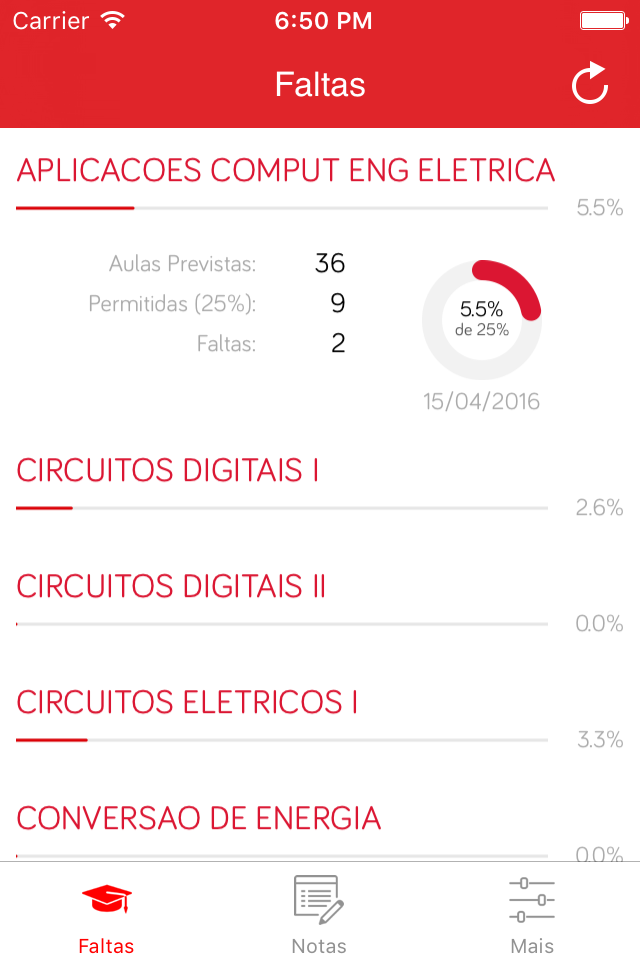 Carrier 6:50 PM
Faltas
APLICACOES COMPUT ENG ELETRICA
5.5%
Aulas Previstas: 36
Permitidas (25%): 9
Faltas: 2
5.5%
de 25%
15/04/2016
CIRCUITOS DIGITAIS I
2.6%
CIRCUITOS DIGITAIS II
0.0%
CIRCUITOS ELETRICOS I
3.3%
CONVERSAO DE ENERGIA
0.0%
Faltas Notas Mais